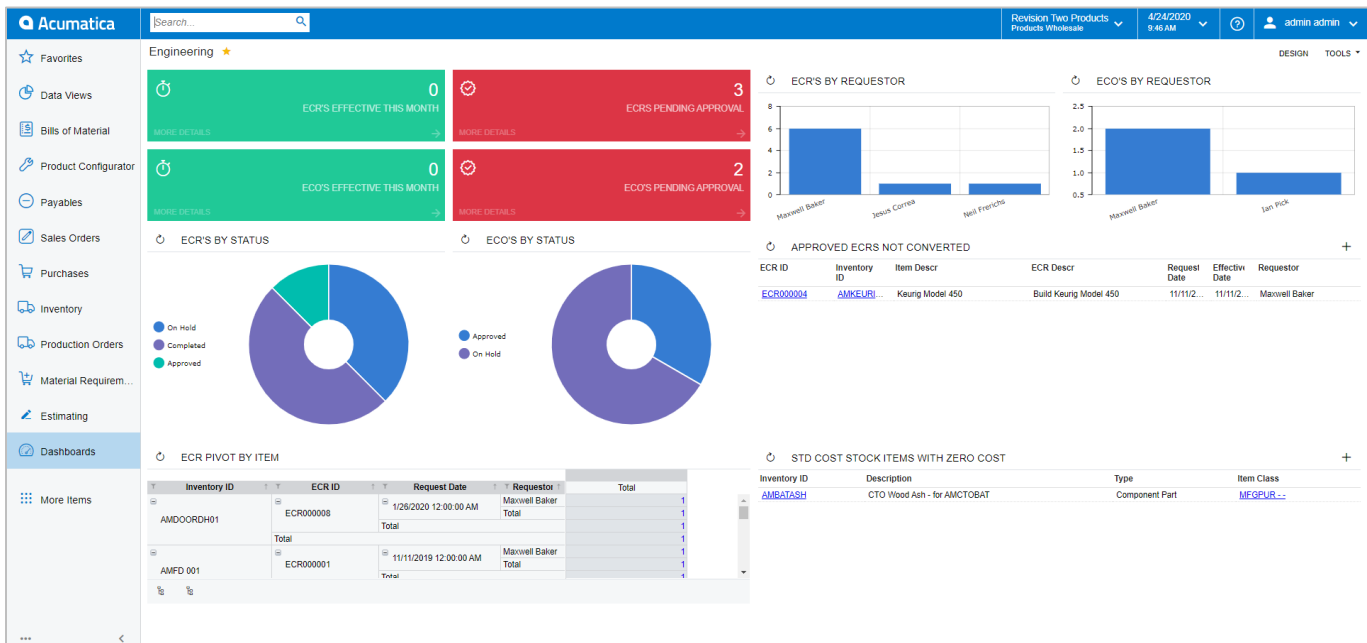 Acumatica
Search...
Revision Two Products
Products Wholesale
4/24/2020
9:46 AM
admin admin
Favorites
Data Views
Bills of Material
Product Configurator
Payables
Sales Orders
Purchases
Inventory
Production Orders
Material Requirem...
Estimating
Dashboards
More Items
Engineering
DESIGN TOOLS
0
ECR'S EFFECTIVE THIS MONTH
MORE DETAILS
3
ECRS PENDING APPROVAL
MORE DETAILS
0
ECO'S EFFECTIVE THIS MONTH
MORE DETAILS
2
ECO'S PENDING APPROVAL
MORE DETAILS
ECR'S BY REQUESTOR
8
6
4
2
0
Maxwell Baker
Jesus Correa
Neil Frerichs
ECO'S BY REQUESTOR
2.5
2.0
1.5
1.0
0.5
Maxwell Baker
Ian Pick
ECR'S BY STATUS
On Hold
Completed
Approved
ECO'S BY STATUS
Approved
On Hold
APPROVED ECRS NOT CONVERTED
ECR ID Inventory ID Item Descr ECR Descr Request Date Effective Date Requestor
ECR000004 AMKEURI... Keurig Model 450 Build Keurig Model 450 11/11/2... 11/11/2... Maxwell Baker
ECR PIVOT BY ITEM
Inventory ID ECR ID Request Date Requestor Total
AMDOORDH01 ECR000008 1/26/2020 12:00:00 AM Maxwell Baker 1
Total 1
Total 1
Total 1
AMFD 001 ECR000001 11/11/2019 12:00:00 AM Maxwell Baker 1
Total 1
Total 1
STD COST STOCK ITEMS WITH ZERO COST
Inventory ID Description Type Item Class
AMBATASH CTO Wood Ash - for AMCTOBAT Component Part MFGPUR - -